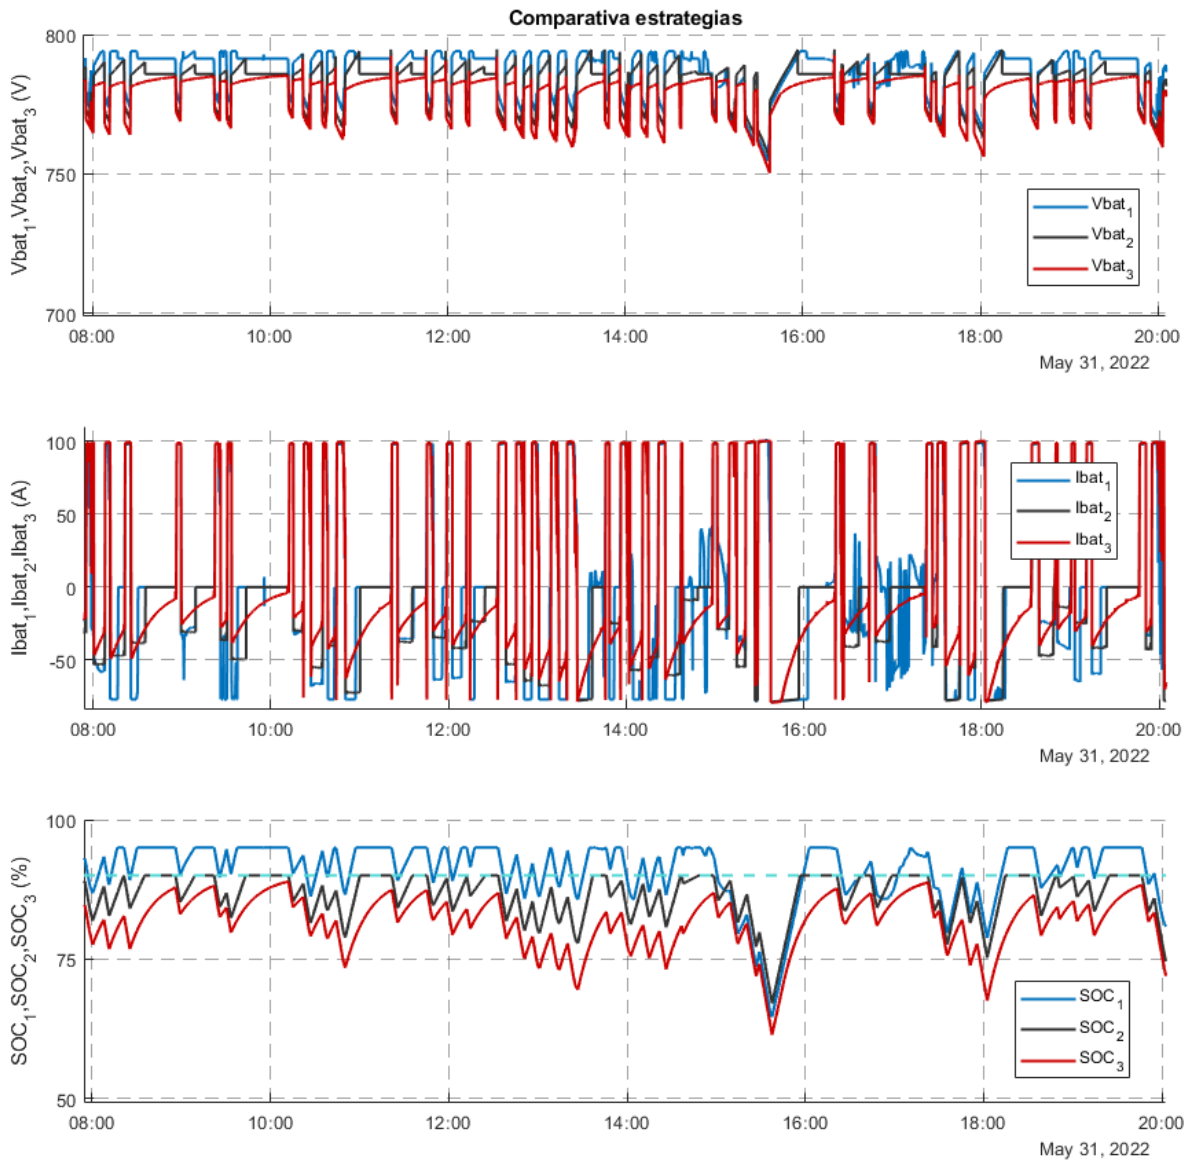 Comparativa estrategias
Vbat1,Vbat2,Vbat3 (V)
800
750
700
Vbat1
Vbat2
Vbat3
08:00 10:00 12:00 14:00 16:00 18:00 20:00
May 31, 2022
Ibat1,Ibat2,Ibat3 (A)
100
50
0
-50
Ibat1
Ibat2
Ibat3
08:00 10:00 12:00 14:00 16:00 18:00 20:00
May 31, 2022
SOC1,SOC2,SOC3 (%)
100
75
50
SOC1
SOC2
SOC3
08:00 10:00 12:00 14:00 16:00 18:00 20:00
May 31, 2022